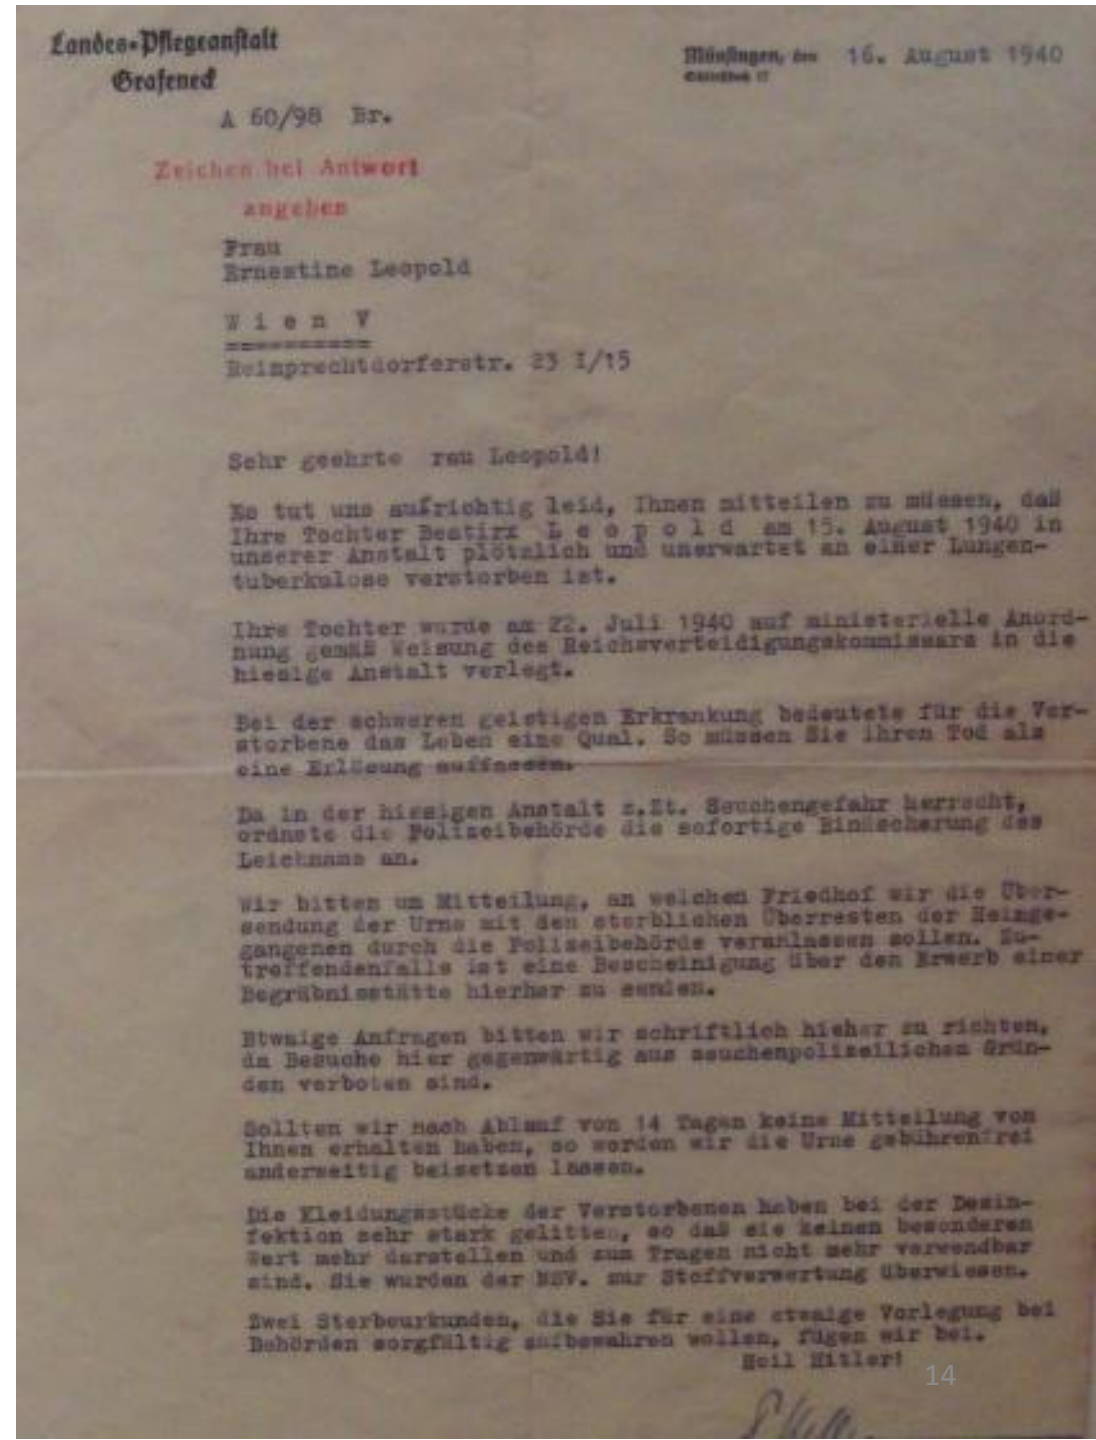 Landes-Pflegeanstalt
Grafeneck
Münsingen, den 16. August 1940
A 60/98 Br.
Zeichen bei Antwort
angeben
Frau
Ernestine Leopold
W i e n V
==========
Reinprechtdorferstr. 23 I/15
Sehr geehrte rau Leopold!
Es tut uns aufrichtig leid, Ihnen mitteilen zu müssen, daß
Ihre Tochter Beatirx L e o p o l d am 15. August 1940 in
unserer Anstalt plötzlich und unerwartet an einer Lungen-
tuberkulose verstorben ist.
Ihre Tochter wurde am 22. Juli 1940 auf ministerielle Anord-
nung gemäß Weisung des Reichsverteidigungskommissars in die
hiesige Anstalt verlegt.
Bei der schweren geistigen Erkrankung bedeutete für die Ver-
storbene das Leben eine Qual. So müssen Sie ihren Tod als
eine Erlösung auffassen.
Da in der hiesigen Anstalt z.Zt. Seuchengefahr herrscht,
ordnete die Polizeibehörde die sofortige Einäscherung des
Leichnams an.
Wir bitten um Mitteilung, an welchen Friedhof wir die Über-
sendung der Urne mit den sterblichen Überresten der Heimge-
gangenen durch die Polizeibehörde veranlassen sollen. Zu-
treffendenfalls ist eine Bescheinigung über den Erwerb einer
Begräbnisstätte hierher zu senden.
Etwaige Anfragen bitten wir schriftlich hieher zu richten,
da Besuche hier gegenwärtig aus seuchenpolizeilichen Grün-
den verboten sind.
Sollten wir nach Ablauf von 14 Tagen keine Mitteilung von
Ihnen erhalten haben, so werden wir die Urne gebührenfrei
anderseitig beisetzen lassen.
Die Kleidungsstücke der Verstorbenen haben bei der Desin-
fektion sehr stark gelitten, so daß sie keinen besonderen
Wert mehr darstellen und zum Tragen nicht mehr verwendbar
sind. Sie wurden der NSV. zur Stoffverwertung überwiesen.
Zwei Sterbeurkunden, die Sie für eine etwaige Vorlegung bei
Behörden sorgfältig aufbewahren wollen, fügen wir bei.
Heil Hitler!
14